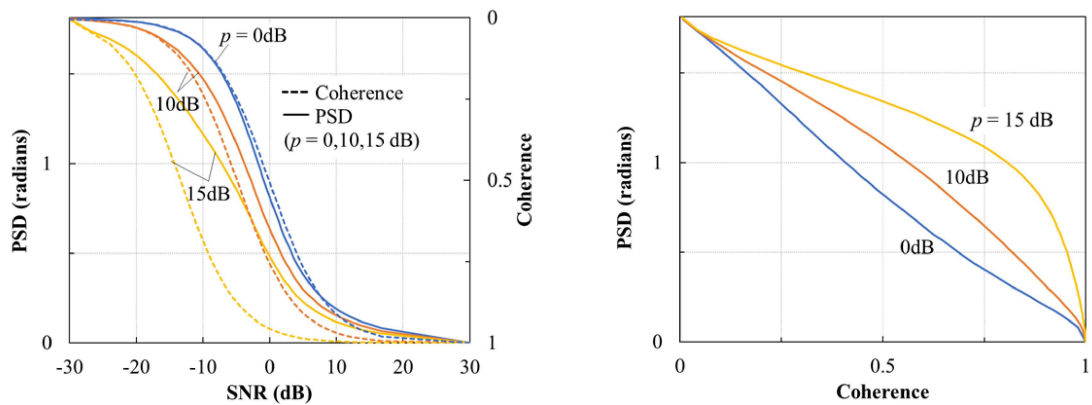 0
p = 0dB
10dB
Coherence
PSD
(p = 0,10,15 dB)
15dB
PSD (radians)
1
0
0
0.5
1
Coherence
-30
-20
-10
0
10
20
30
SNR (dB)
p = 15 dB
10dB
0dB
PSD (radians)
1
0
0
0.5
1
Coherence